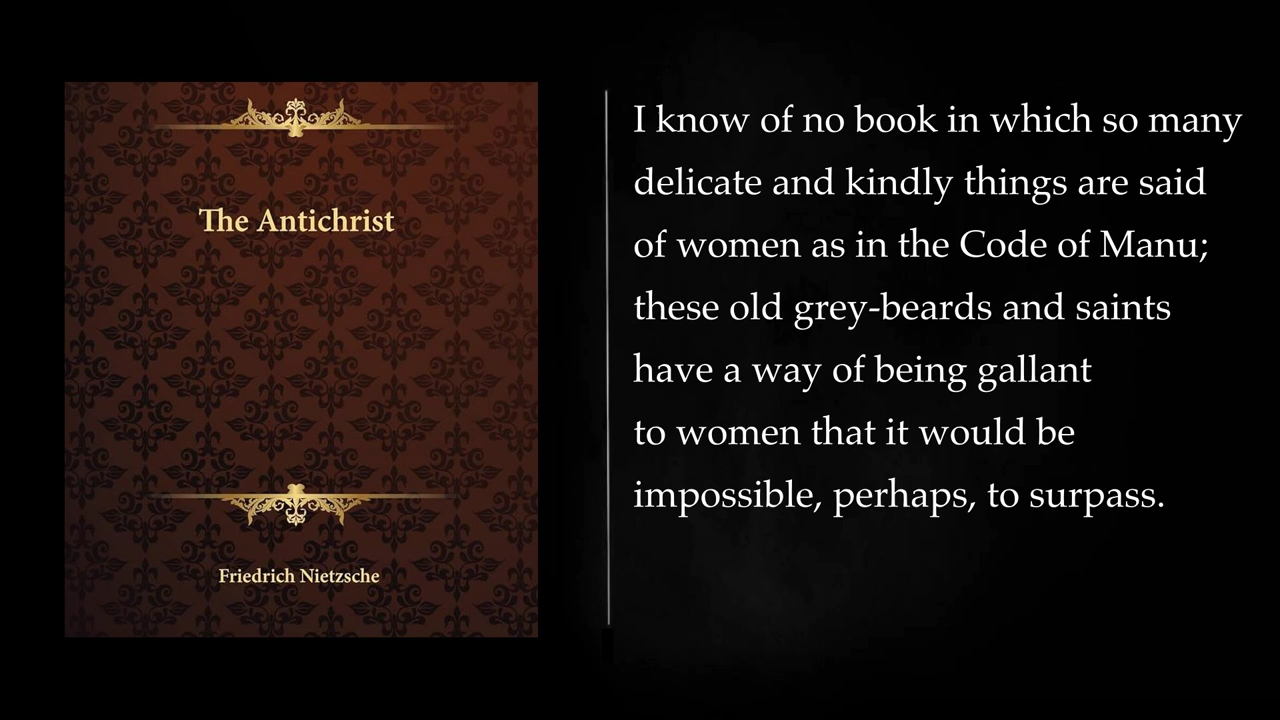 The Antichrist
Friedrich Nietzsche
I know of no book in which so many
delicate and kindly things are said
of women as in the Code of Manu;
these old grey-beards and saints
have a way of being gallant
to women that it would be
impossible, perhaps, to surpass.